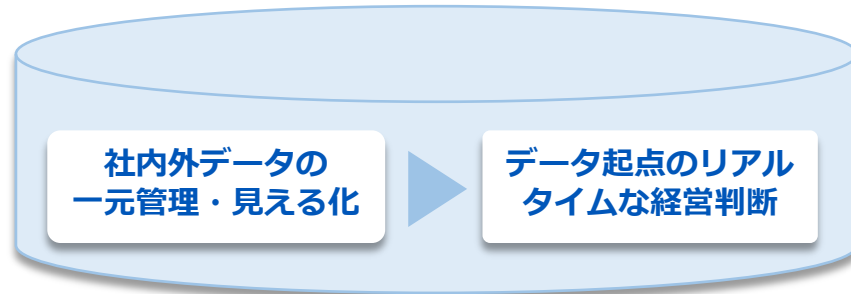 社内外データの
一元管理・見える化
データ起点のリアル
タイムな経営判断